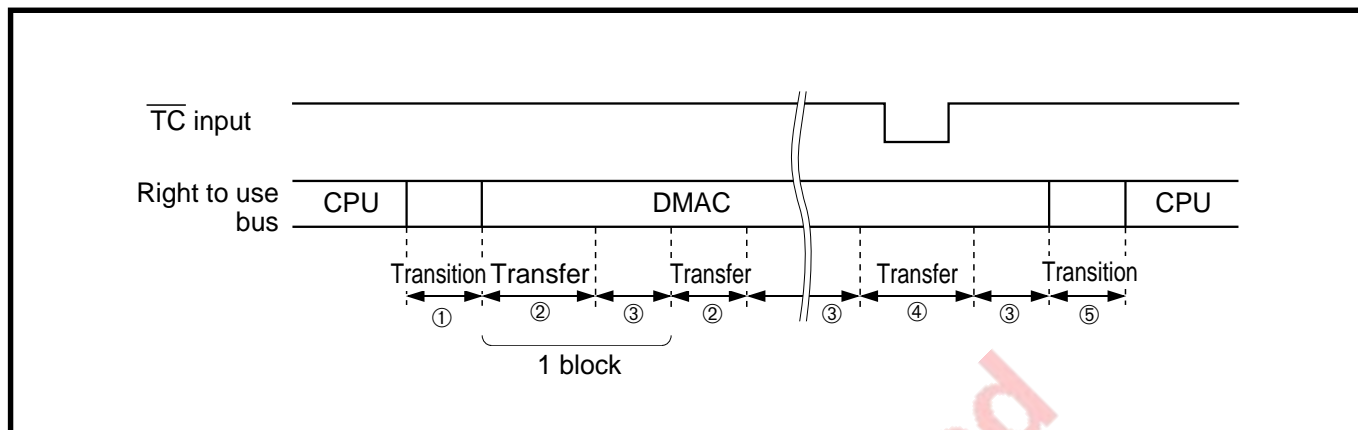 TC input
Right to use
bus
CPU DMAC CPU
Transition Transfer Transfer Transfer Transition
① ② ③ ② ③ ④ ③ ⑤
1 block